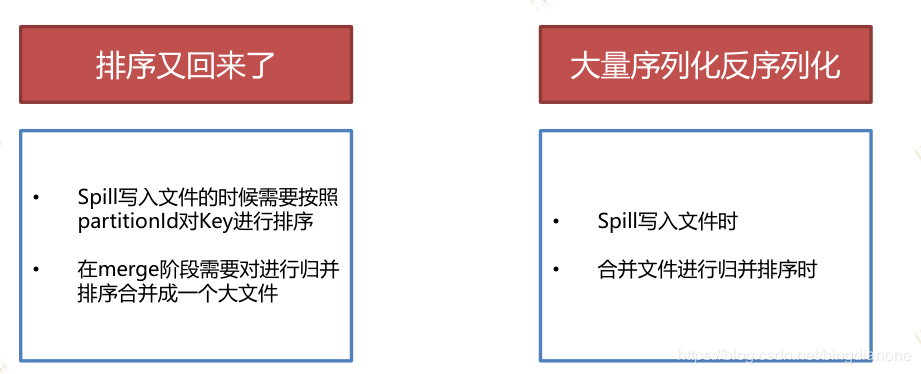 排序又回来了
• Spill写入文件的时候需要按照
partitionId对Key进行排序
• 在merge阶段需要对进行归并
排序合并成一个大文件
大量序列化反序列化
• Spill写入文件时
• 合并文件进行归并排序时
https://blog.csdn.net/bingdianone